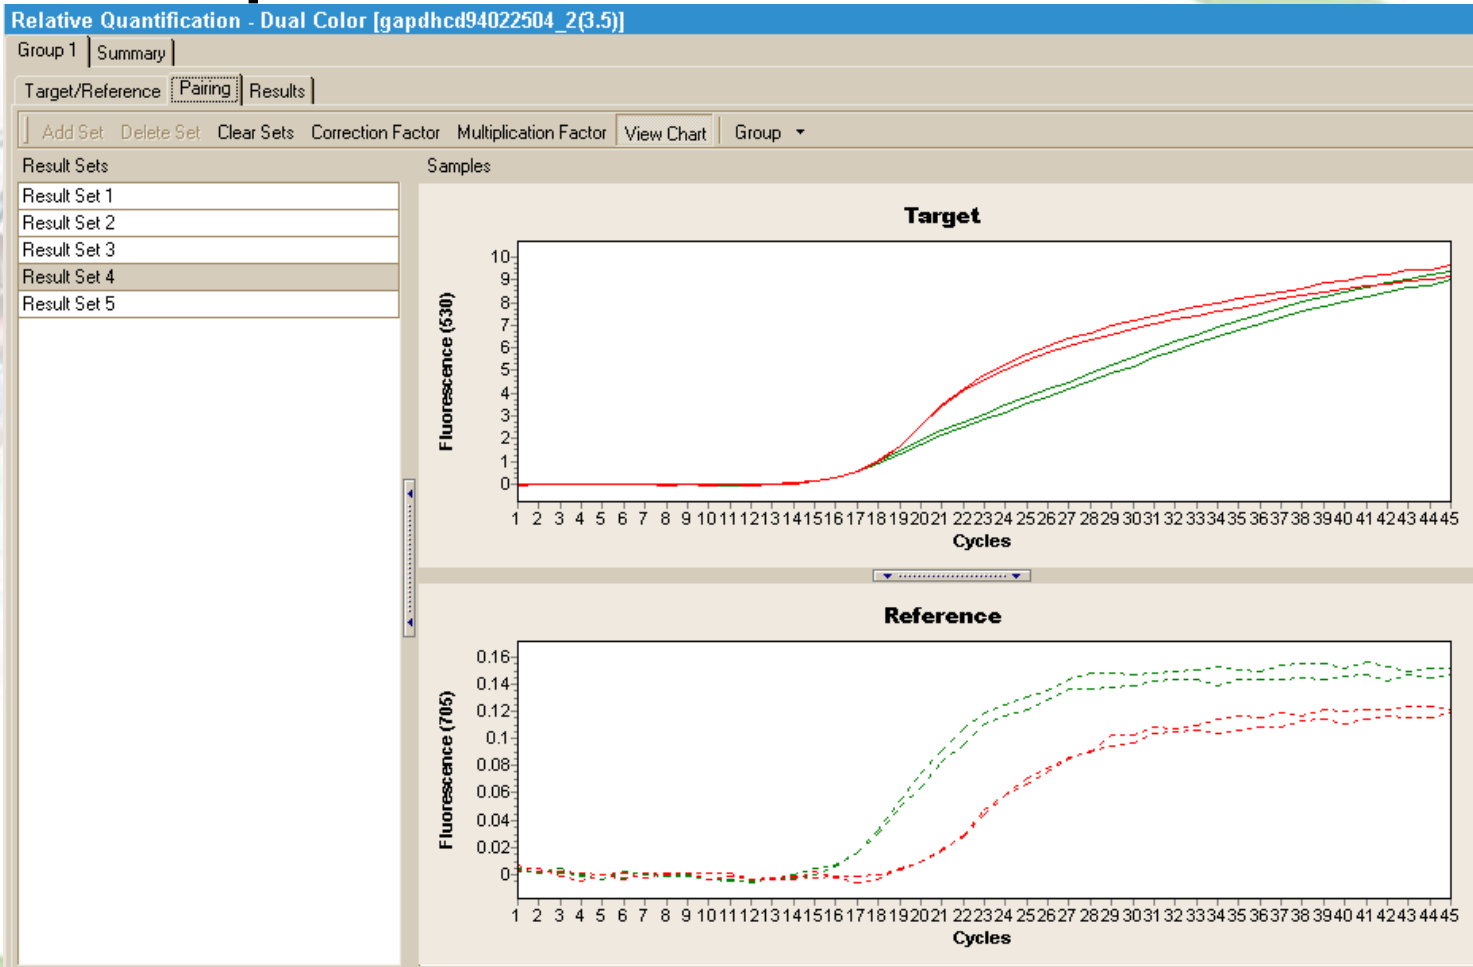 Relative Quantification - Dual Color [gapdhcd94022504_2(3.5)]
Group 1 Summary
Target/Reference Pairing Results
Add Set Delete Set Clear Sets Correction Factor Multiplication Factor View Chart Group
Result Sets
Result Set 1
Result Set 2
Result Set 3
Result Set 4
Result Set 5
Samples
Target
Fluorescence (530)
10
9
8
7
6
5
4
3
2
1
0
1 2 3 4 5 6 7 8 9 10 11 12 13 14 15 16 17 18 19 20 21 22 23 24 25 26 27 28 29 30 31 32 33 34 35 36 37 38 39 40 41 42 43 44 45
Cycles
Reference
Fluorescence (705)
0.16
0.14
0.12
0.1
0.08
0.06
0.04
0.02
0
1 2 3 4 5 6 7 8 9 10 11 12 13 14 15 16 17 18 19 20 21 22 23 24 25 26 27 28 29 30 31 32 33 34 35 36 37 38 39 40 41 42 43 44 45
Cycles